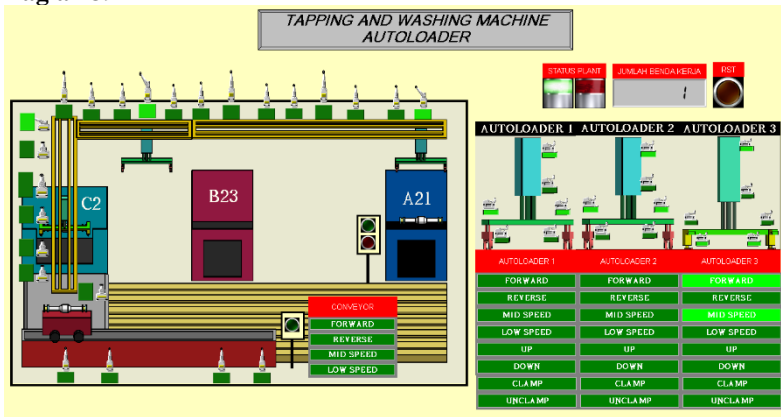 TAPPING AND WASHING MACHINE
AUTOLOADER
STATUS PLANT
JUMLAH BENDA KERJA
RST
1
AUTOLOADER 1
AUTOLOADER 2
AUTOLOADER 3
C2
B23
A21
CONVEYOR
FORWARD
REVERSE
MID SPEED
LOW SPEED
AUTOLOADER 1
AUTOLOADER 2
AUTOLOADER 3
FORWARD
FORWARD
FORWARD
REVERSE
REVERSE
REVERSE
MID SPEED
MID SPEED
MID SPEED
LOW SPEED
LOW SPEED
LOW SPEED
UP
UP
UP
DOWN
DOWN
DOWN
CLAMP
CLAMP
CLAMP
UNCLAMP
UNCLAMP
UNCLAMP